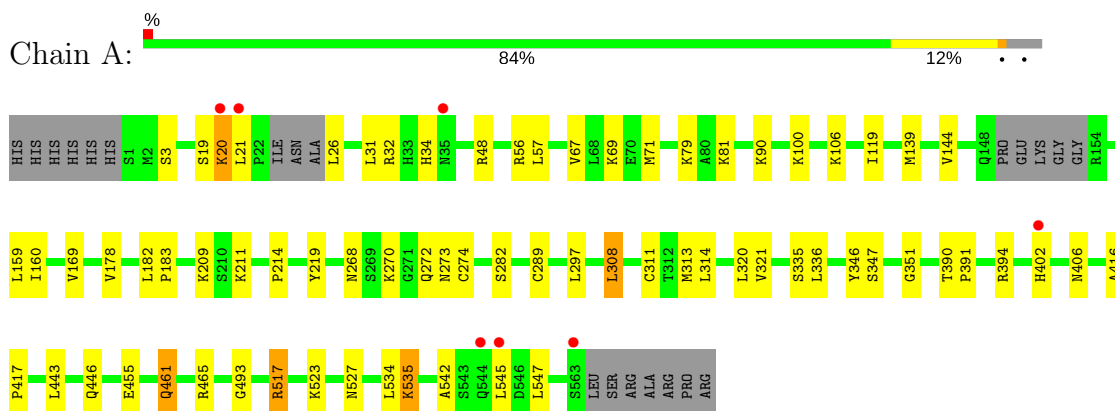 %
Chain A:
84% 12% • •
HIS HIS HIS HIS HIS HIS S1 M2 S3 S19 K20 L21 P22 ILE ASN ALA L26 L31 R32 H33 H34 N35 R48 R56 L57 V67 L68 K69 E70 M71 K79 A80 K81 K90 K100 K106 I119 M139 V144 Q148 PRO GLU LYS GLY GLY R154
L159 I160 V169 V178 L182 P183 K209 S210 K211 P214 Y219 N268 S269 K270 G271 Q272 N273 C274 S282 C289 L297 L308 C311 T312 M313 L314 L320 V321 S335 L336 Y346 S347 G351 T390 P391 R394 H402 N406 A416
P417 L443 Q446 E455 Q461 R465 G493 R517 K523 N527 L534 K535 A542 S543 Q544 L545 D546 L547 S563 LEU SER ARG ALA ARG PRO ARG